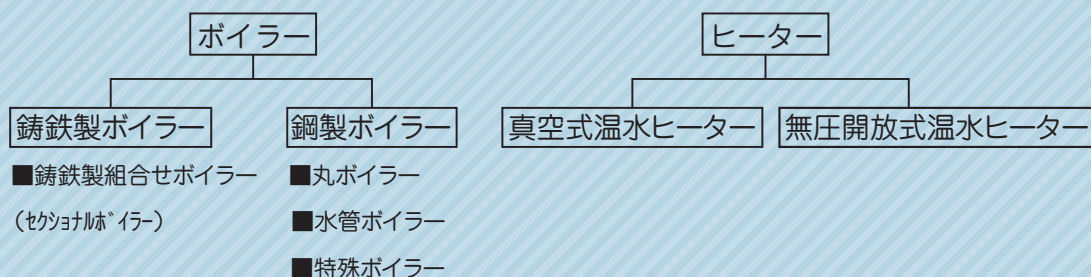 ボイラー
ヒーター
鋳鉄製ボイラー
鋼製ボイラー
真空式温水ヒーター
無圧開放式温水ヒーター
■鋳鉄製組合せボイラー
(ｾｸｼｮﾅﾙﾎﾞｲﾗｰ)
■丸ボイラー
■水管ボイラー
■特殊ボイラー